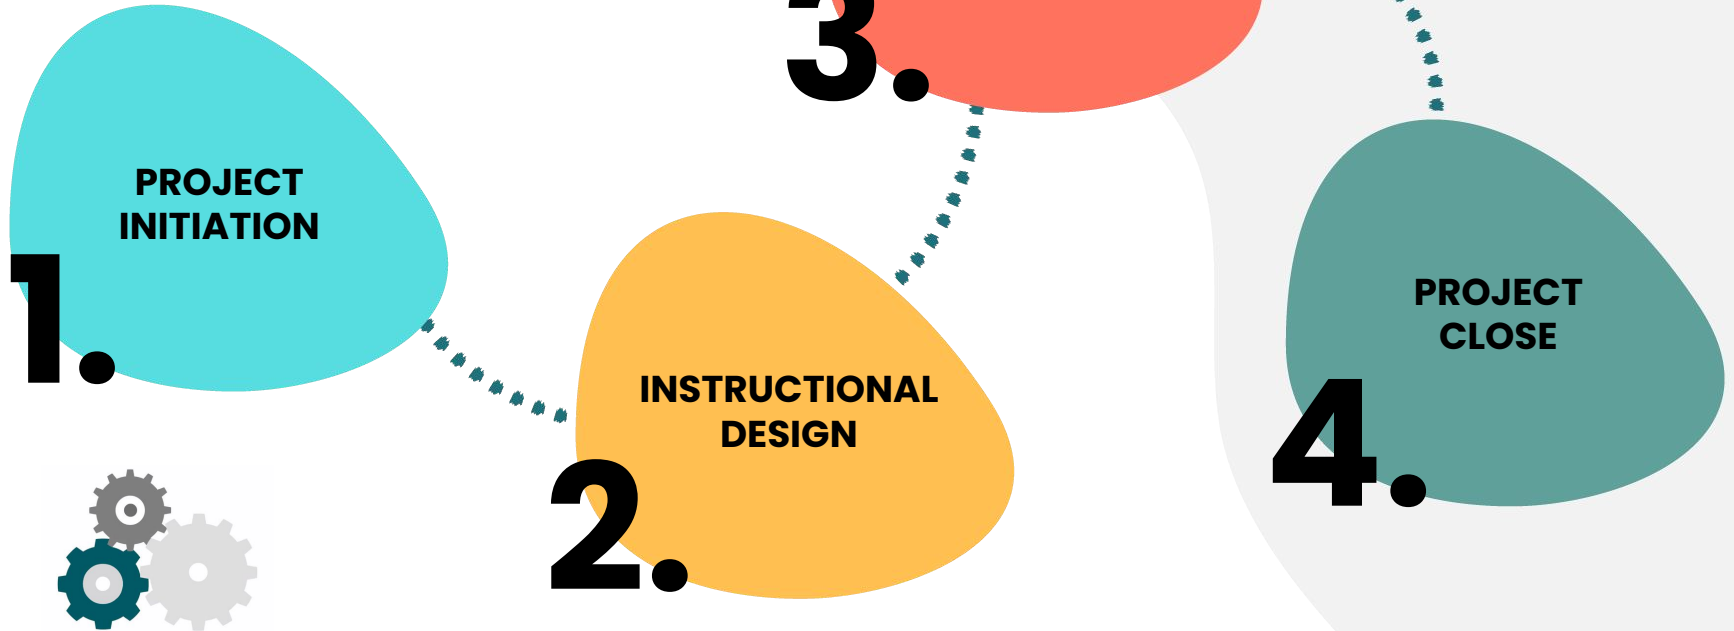 PROJECT
INITIATION
1.
INSTRUCTIONAL
DESIGN
2.
3.
PROJECT
CLOSE
4.